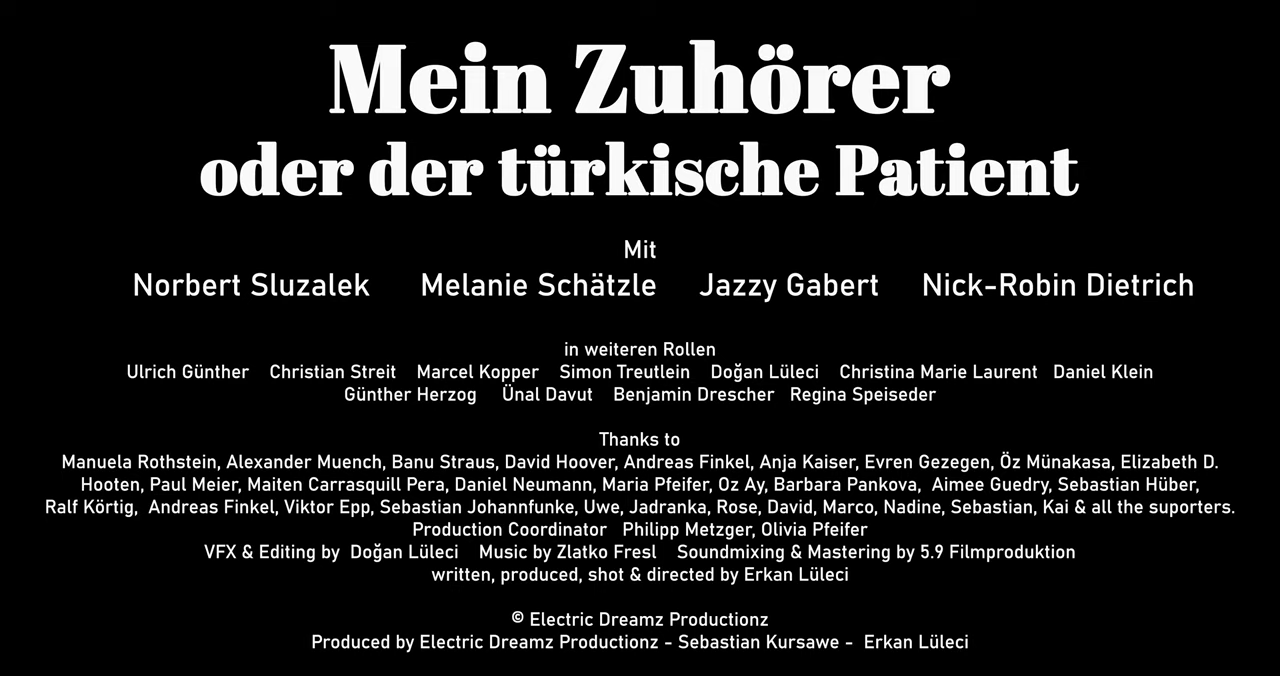 Mein Zuhörer
oder der türkische Patient
Mit
Norbert Sluzalek Melanie Schätzle Jazzy Gabert Nick-Robin Dietrich
in weiteren Rollen
Ulrich Günther Christian Streit Marcel Kopper Simon Treutlein Doğan Lüleci Christina Marie Laurent Daniel Klein
Günther Herzog Ünal Davut Benjamin Drescher Regina Speiseder
Thanks to
Manuela Rothstein, Alexander Muench, Banu Straus, David Hoover, Andreas Finkel, Anja Kaiser, Evren Gezegen, Öz Münakasa, Elizabeth D.
Hooten, Paul Meier, Maiten Carrasquill Pera, Daniel Neumann, Maria Pfeifer, Oz Ay, Barbara Pankova, Aimee Guedry, Sebastian Hüber,
Ralf Körtig, Andreas Finkel, Viktor Epp, Sebastian Johannfunke, Uwe, Jadranka, Rose, David, Marco, Nadine, Sebastian, Kai & all the suporters.
Production Coordinator Philipp Metzger, Olivia Pfeifer
VFX & Editing by Doğan Lüleci Music by Zlatko Fresl Soundmixing & Mastering by 5.9 Filmproduktion
written, produced, shot & directed by Erkan Lüleci
© Electric Dreamz Productionz
Produced by Electric Dreamz Productionz - Sebastian Kursawe - Erkan Lüleci